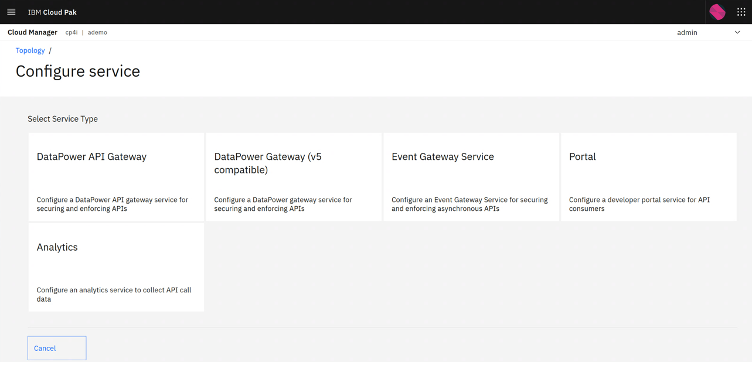 IBM Cloud Pak
Cloud Manager cp4i | ademo admin
Topology /
Configure service
Select Service Type
DataPower API Gateway
Configure a DataPower API gateway service for
securing and enforcing APIs
DataPower Gateway (v5
compatible)
Configure a DataPower gateway service for
securing and enforcing APIs
Event Gateway Service
Configure an Event Gateway Service for securing
and enforcing asynchronous APIs
Portal
Configure a developer portal service for API
consumers
Analytics
Configure an analytics service to collect API call
data
Cancel